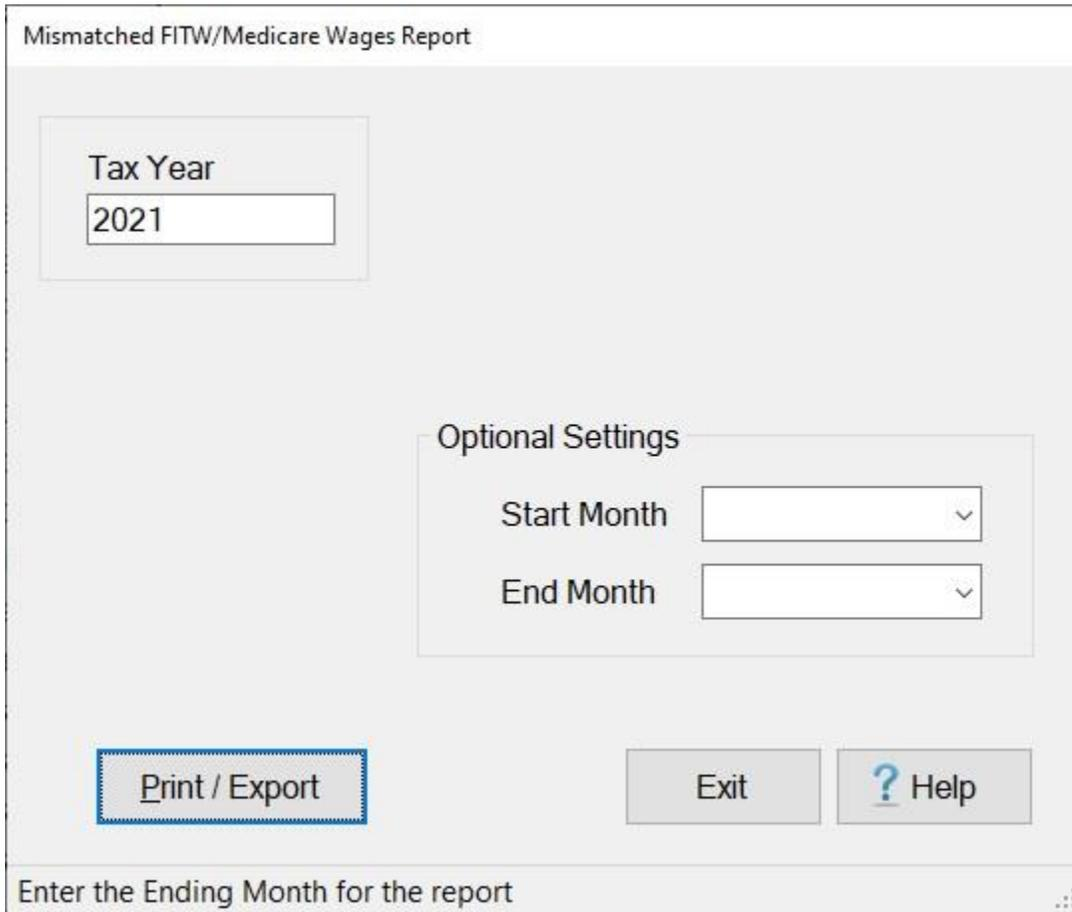 Mismatched FITW/Medicare Wages Report
Tax Year
2021
Optional Settings
Start Month
End Month
Print / Export
Exit
? Help
Enter the Ending Month for the report